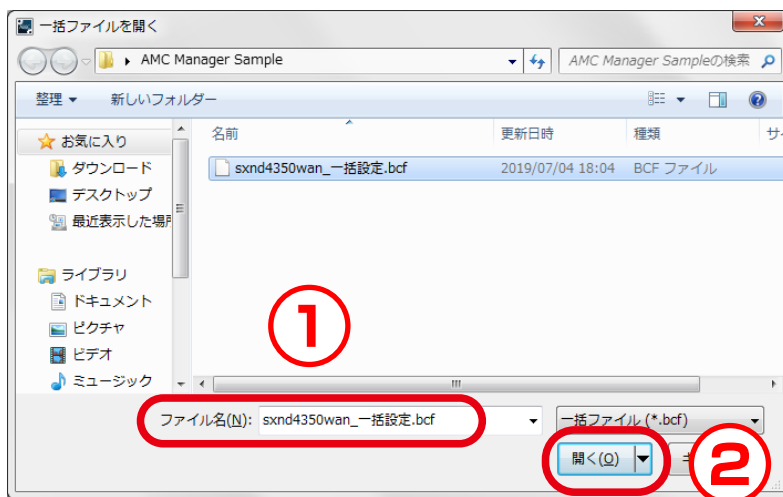 一括ファイルを開く
AMC Manager Sample
AMC Manager Sampleの検索
整理 新しいフォルダー
名前 更新日時 種類
お気に入り
sxnd4350wan_一括設定.bcf 2019/07/04 18:04 BCF ファイル
ダウンロード
デスクトップ
最近表示した場所
ライブラリ
ドキュメント
ピクチャ
ビデオ
ミュージック
1
ファイル名(N): sxnd4350wan_一括設定.bcf
一括ファイル (*.bcf)
開く(O)
2